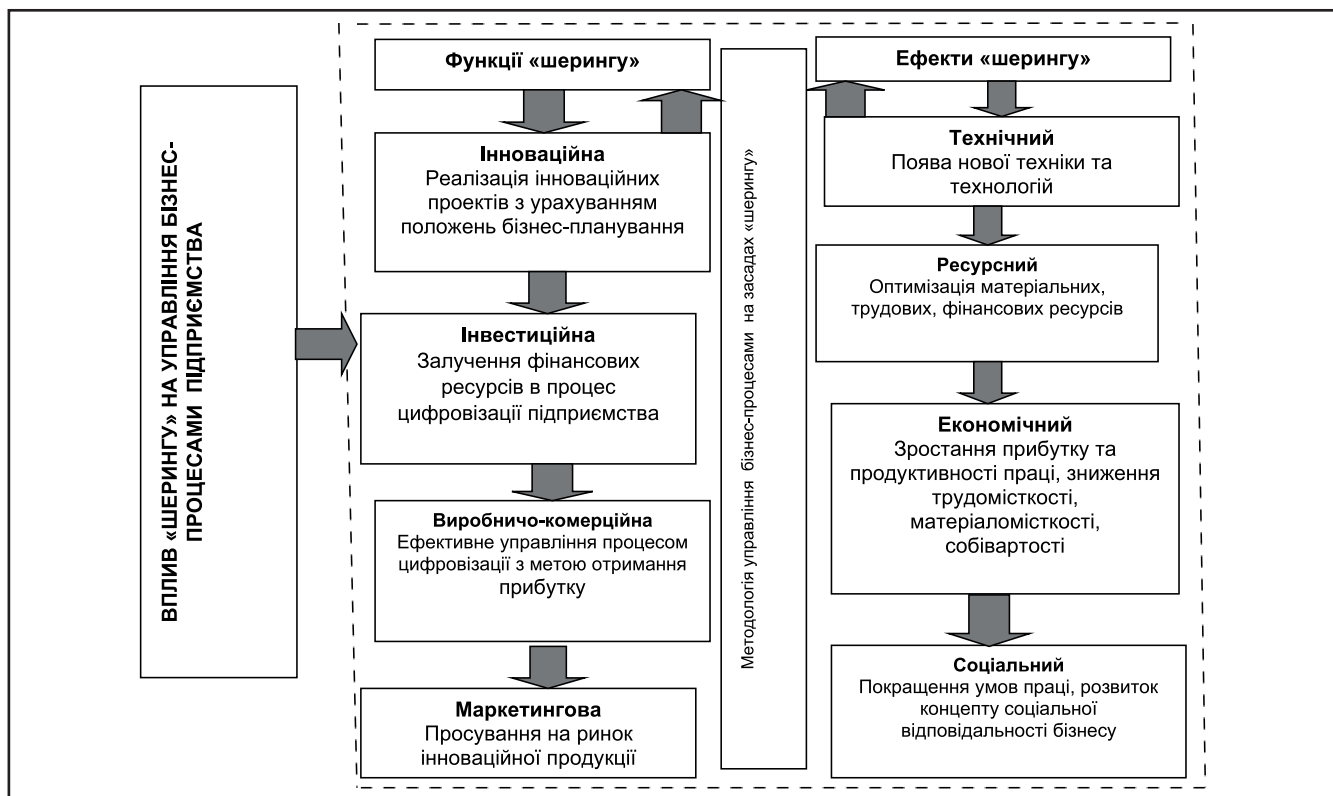 ВПЛИВ «ШЕРИНГУ» НА УПРАВЛІННЯ БІЗНЕС-
ПРОЦЕСАМИ ПІДПРИЄМСТВА
Функції «шерингу»
Інноваційна
Реалізація інноваційних
проектів з урахуванням
положень бізнес-планування
Інвестиційна
Залучення фінансових
ресурсів в процес
цифровізації підприємства
Виробничо-комерційна
Ефективне управління процесом
цифровізації з метою отримання
прибутку
Маркетингова
Просування на ринок
інноваційної продукції
Методологія управління бізнес-процесами на засадах «шерингу»
Ефекти «шерингу»
Технічний
Поява нової техніки та
технологій
Ресурсний
Оптимізація матеріальних,
трудових, фінансових ресурсів
Економічний
Зростання прибутку та
продуктивності праці, зниження
трудомісткості,
матеріаломісткості,
собівартості
Соціальний
Покращення умов праці, розвиток
концепту соціальної
відповідальності бізнесу